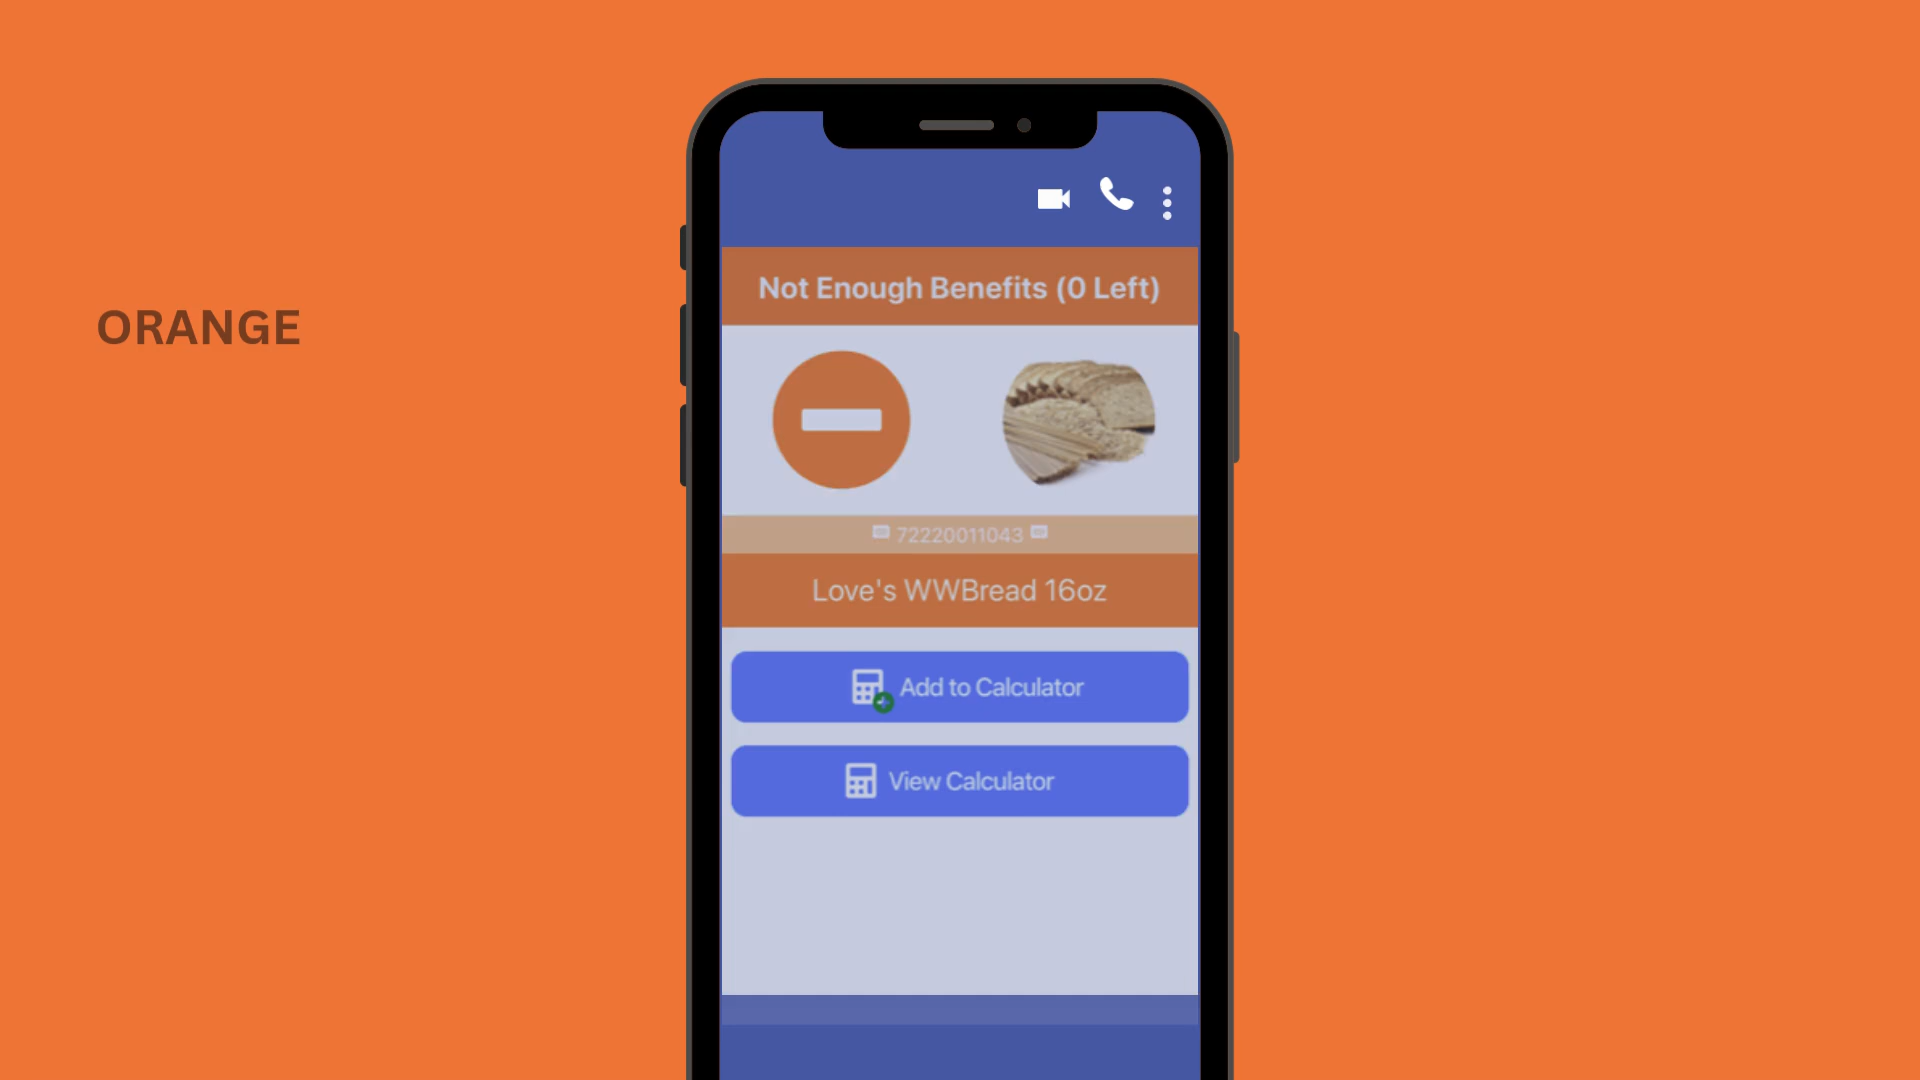 ORANGE
Not Enough Benefits (0 Left)
72220011043
Love's WWBread 16oz
Add to Calculator
View Calculator